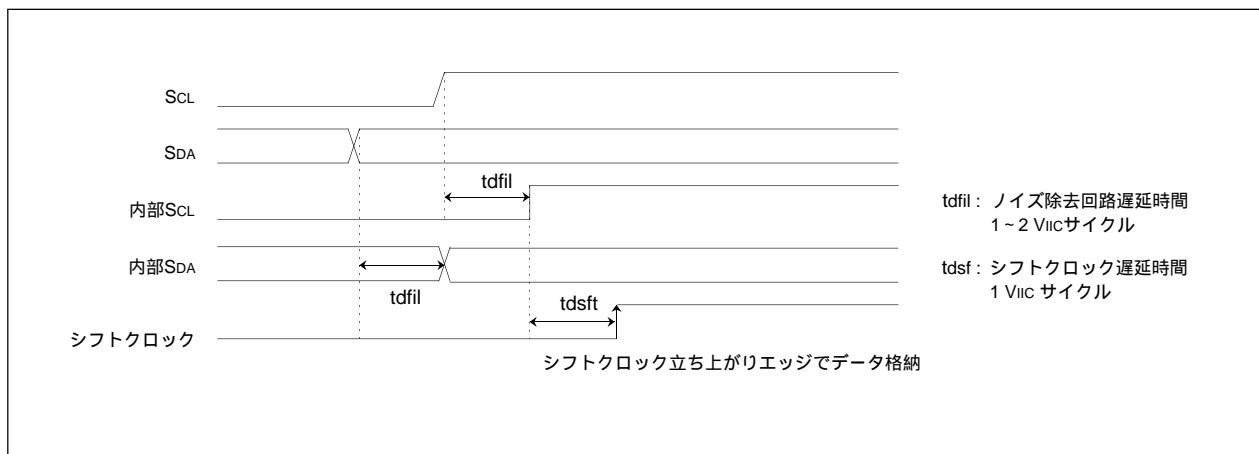 SCL
SDA
tdfil
内部SCL
内部SDA
tdfil
tdsft
シフトクロック
シフトクロック立ち上がりエッジでデータ格納
tdfil : ノイズ除去回路遅延時間
1 ~ 2 VIICサイクル
tdsf : シフトクロック遅延時間
1 VIIC サイクル